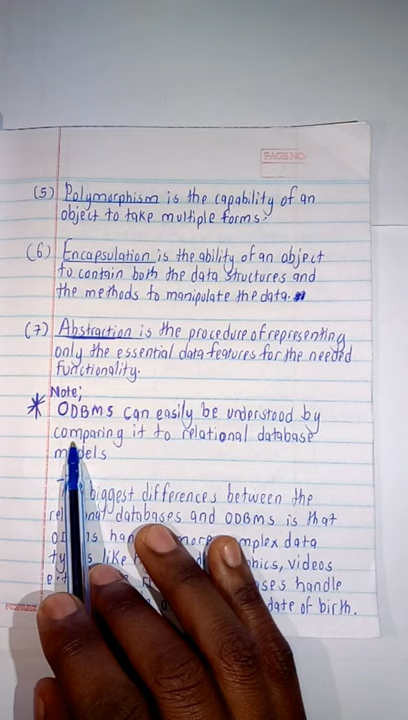 PAGE NO.
(5) Polymorphism is the capability of an
object to take multiple forms.
(6) Encapsulation is the ability of an object
to contain both the data structures and
the methods to manipulate the data.
(7) Abstraction is the procedure of representing
only the essential data features for the needed
functionality.
Note;
* ODBMS can easily be understood by
comparing it to relational database
models
biggest differences between the
databases and ODBMS is that
more data
like videos
handle
date of birth.